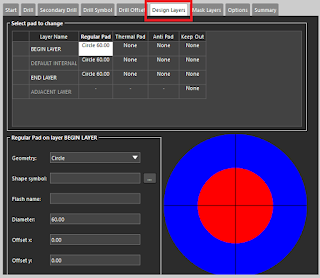 Start Drill Secondary Drill Drill Symbol Drill Offset Design Layers Mask Layers Options Summary
Select pad to change
Layer Name Regular Pad Thermal Pad Anti Pad Keep Out
BEGIN LAYER Circle 60.00 None None None
DEFAULT INTERNAL Circle 60.00 None None None
END LAYER Circle 60.00 None None None
ADJACENT LAYER - - - -
Regular Pad on layer BEGIN LAYER
Geometry: Circle
Shape symbol: ...
Flash name:
Diameter: 60.00
Offset x: 0.00
Offset y: 0.00